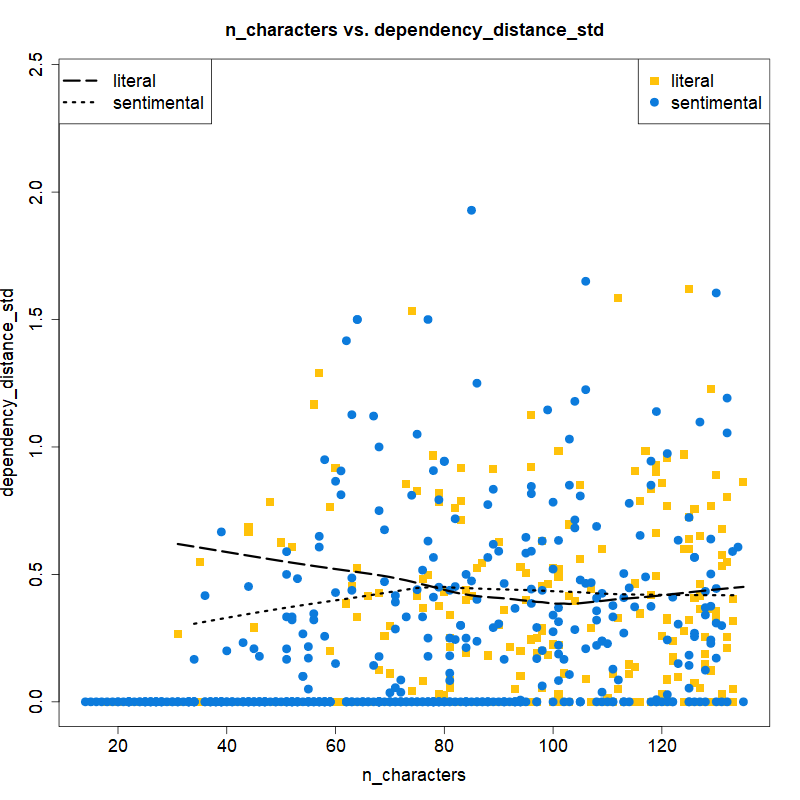 n_characters vs. dependency_distance_std
literal
sentimental
literal
sentimental
dependency_distance_std
2.5
2.0
1.5
1.0
0.5
0.0
20 40 60 80 100 120
n_characters